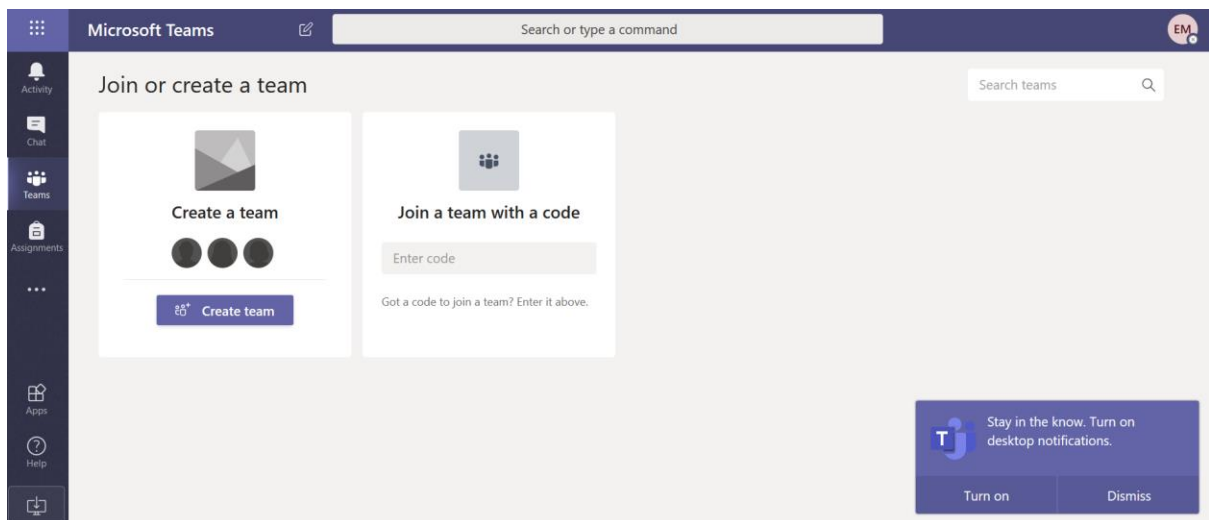 Microsoft Teams
Search or type a command
EM
Activity
Chat
Teams
Assignments
Apps
Help
Join or create a team
Search teams
Create a team
Create team
Join a team with a code
Enter code
Got a code to join a team? Enter it above.
T
Stay in the know. Turn on
desktop notifications.
Turn on
Dismiss